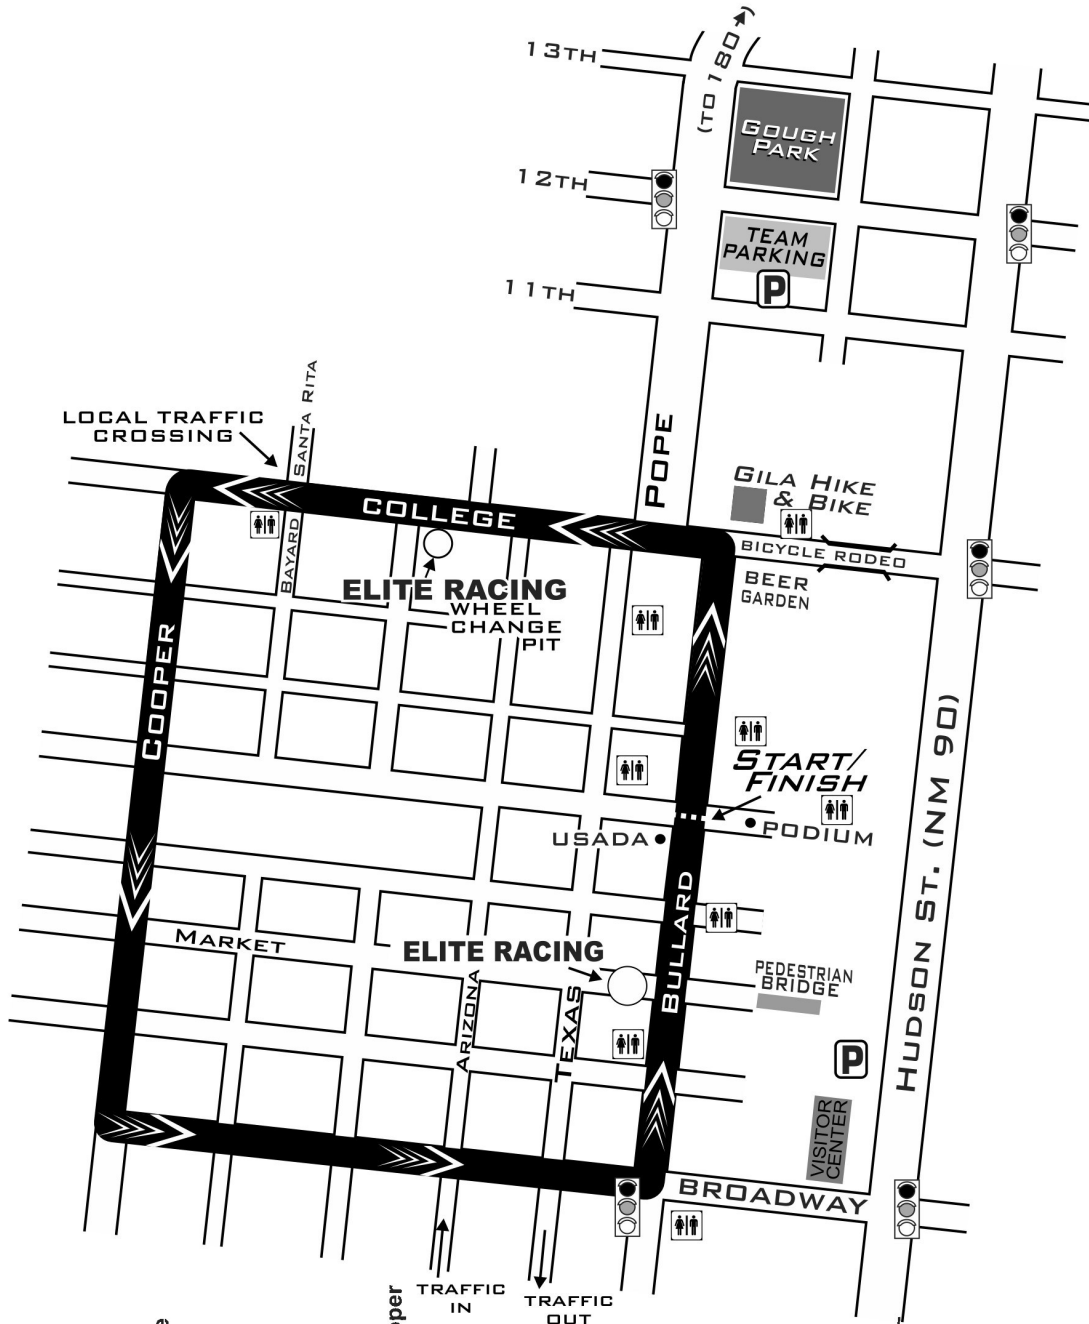 13TH
(TO 180)
GOUGH
PARK
12TH
TEAM
PARKING
P
11TH
SANTA RITA
LOCAL TRAFFIC
CROSSING
POPE
COLLEGE
GILA HIKE
& BIKE
BICYCLE RODEO
BAYARD
ELITE RACING
WHEEL
CHANGE
PIT
BEER
GARDEN
COOPER
START/
FINISH
USADA
PODIUM
HUDSON ST. (NM 90)
BULLARD
MARKET
ELITE RACING
ARIZONA
TEXAS
PEDESTRIAN
BRIDGE
P
VISITOR
CENTER
BROADWAY
TRAFFIC
IN
TRAFFIC
OUT